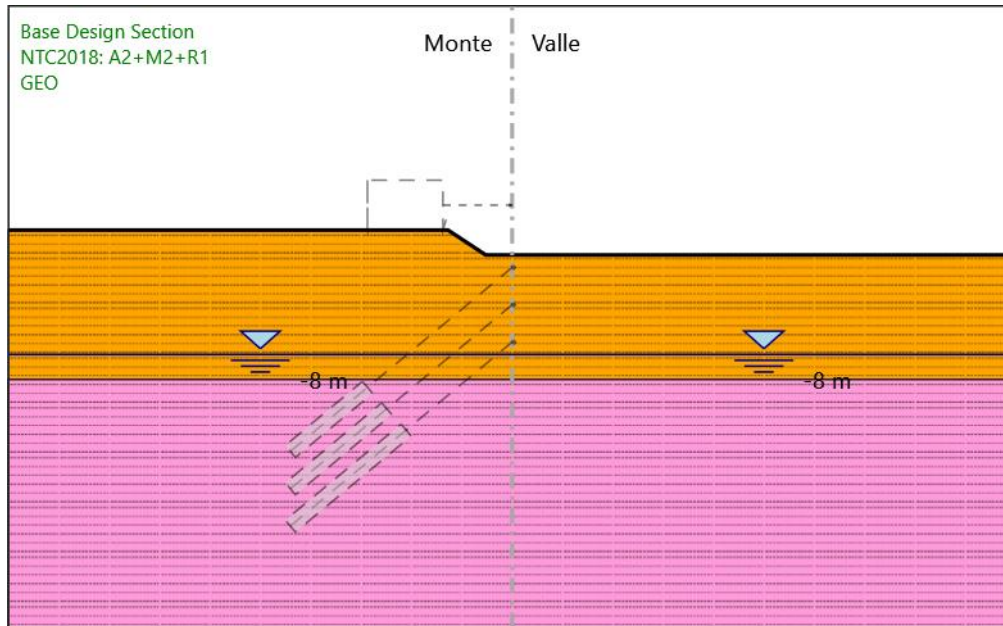 Base Design Section
NTC2018: A2+M2+R1
GEO
Monte
Valle
-8 m
-8 m